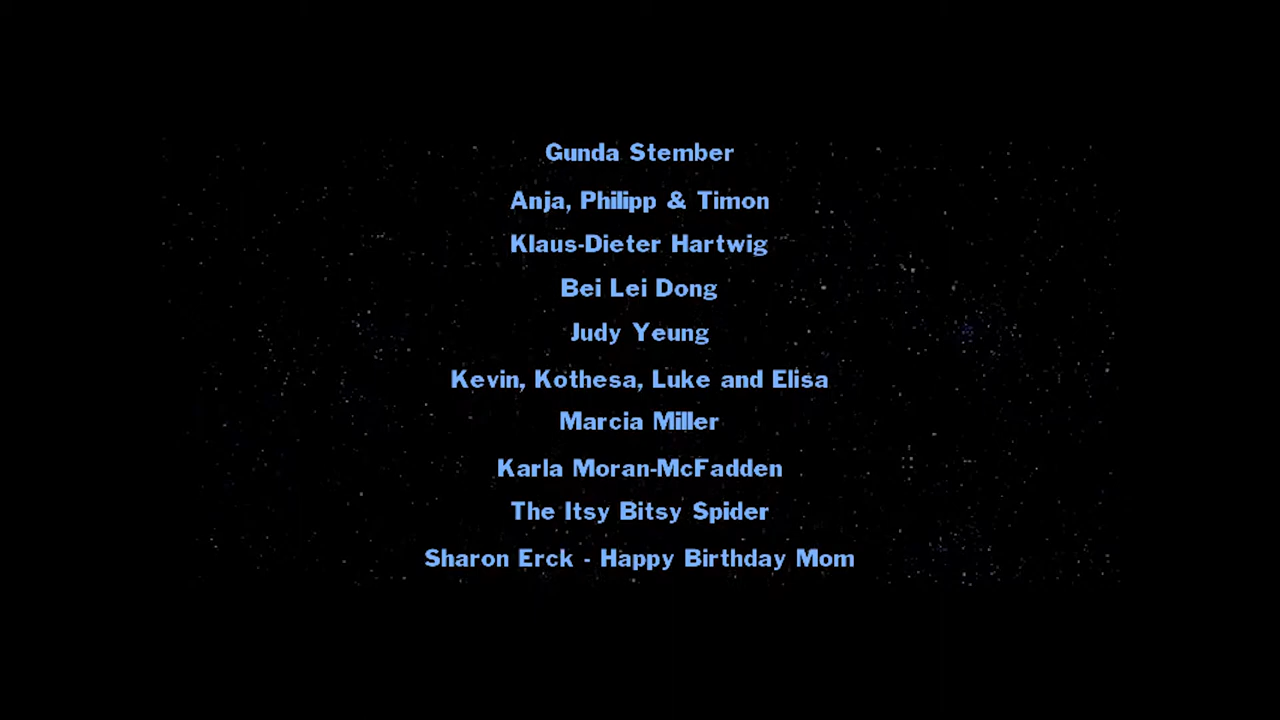 Gunda Stember
Anja, Philipp & Timon
Klaus-Dieter Hartwig
Bei Lei Dong
Judy Yeung
Kevin, Kothesa, Luke and Elisa
Marcia Miller
Karla Moran-McFadden
The Itsy Bitsy Spider
Sharon Erck - Happy Birthday Mom